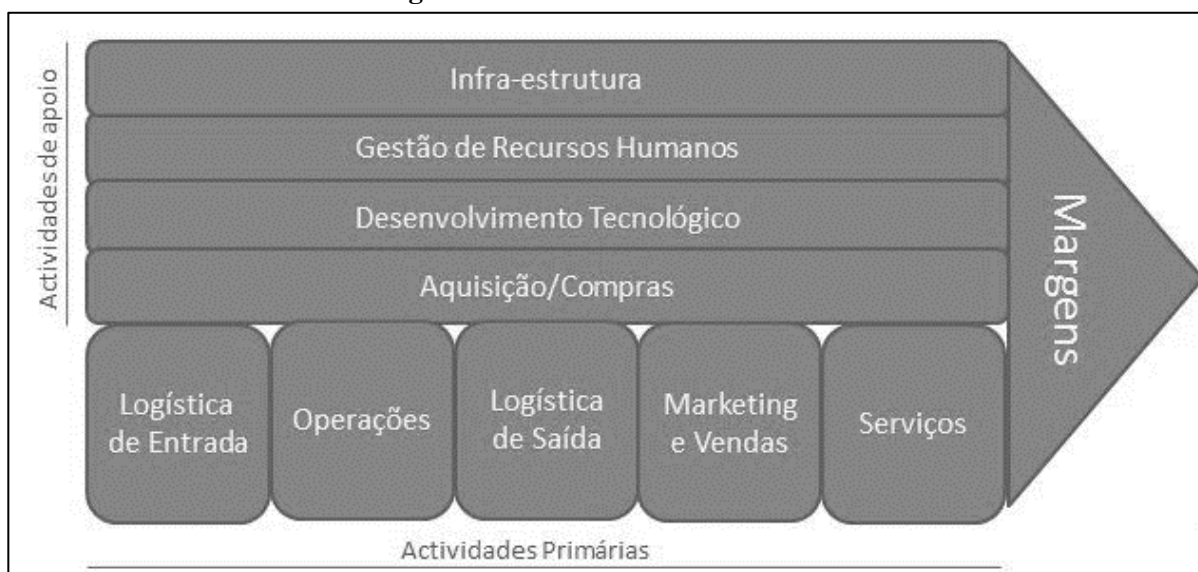 Actividades de apoio
Infra-estrutura
Gestão de Recursos Humanos
Desenvolvimento Tecnológico
Aquisição/Compras
Logística
de Entrada
Operações
Logística
de Saída
Marketing
e Vendas
Serviços
Margens
Actividades Primárias